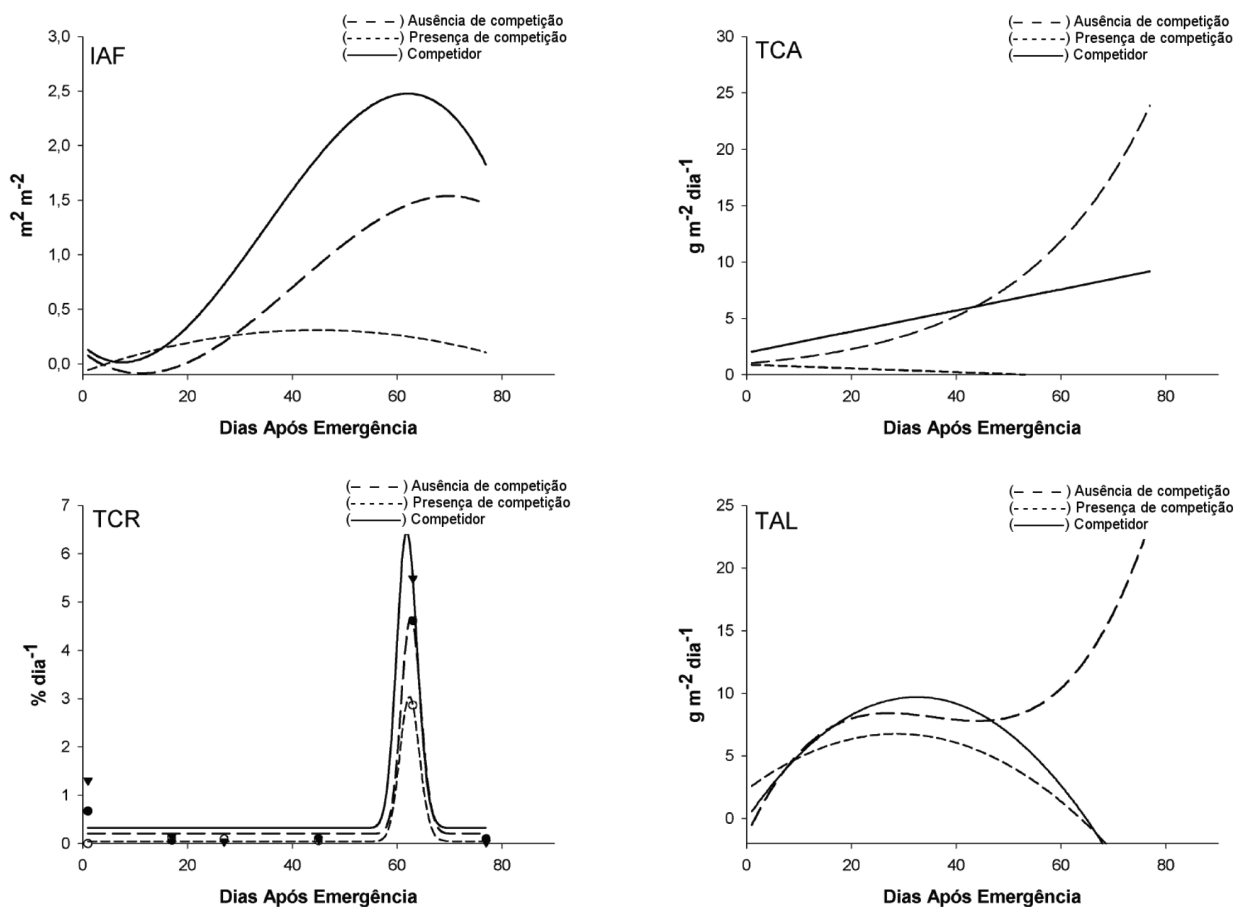 (— — —) Ausência de competição
(-------) Presença de competição
(———) Competidor
IAF
3,0
2,5
2,0
1,5
1,0
0,5
0,0
m² m⁻²
0 20 40 60 80
Dias Após Emergência
(— — —) Ausência de competição
(-------) Presença de competição
(———) Competidor
TCA
30
25
20
15
10
5
0
g m⁻² dia⁻¹
0 20 40 60 80
Dias Após Emergência
(— — —) Ausência de competição
(-------) Presença de competição
(———) Competidor
TCR
7
6
5
4
3
2
1
0
% dia⁻¹
0 20 40 60 80
Dias Após Emergência
(— — —) Ausência de competição
(-------) Presença de competição
(———) Competidor
TAL
25
20
15
10
5
0
g m⁻² dia⁻¹
0 20 40 60 80
Dias Após Emergência